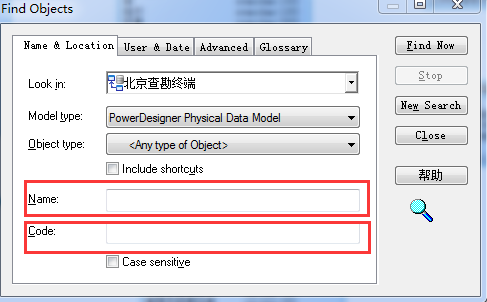 Find Objects
Name & Location
User & Date
Advanced
Glossary
Look in:
北京查勘终端
Model type:
PowerDesigner Physical Data Model
Object type:
<Any type of Object>
Include shortcuts
Name:
Code:
Case sensitive
Find Now
Stop
New Search
Close
帮助